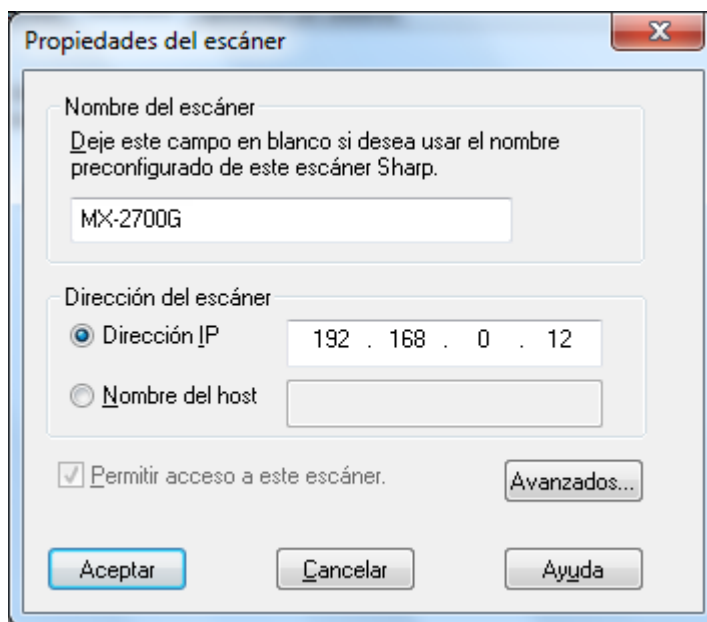 Propiedades del escáner
Nombre del escáner
Deje este campo en blanco si desea usar el nombre
preconfigurado de este escáner Sharp.
MX-2700G
Dirección del escáner
Dirección IP
192 . 168 . 0 . 12
Nombre del host
Permitir acceso a este escáner.
Avanzados...
Aceptar
Cancelar
Ayuda